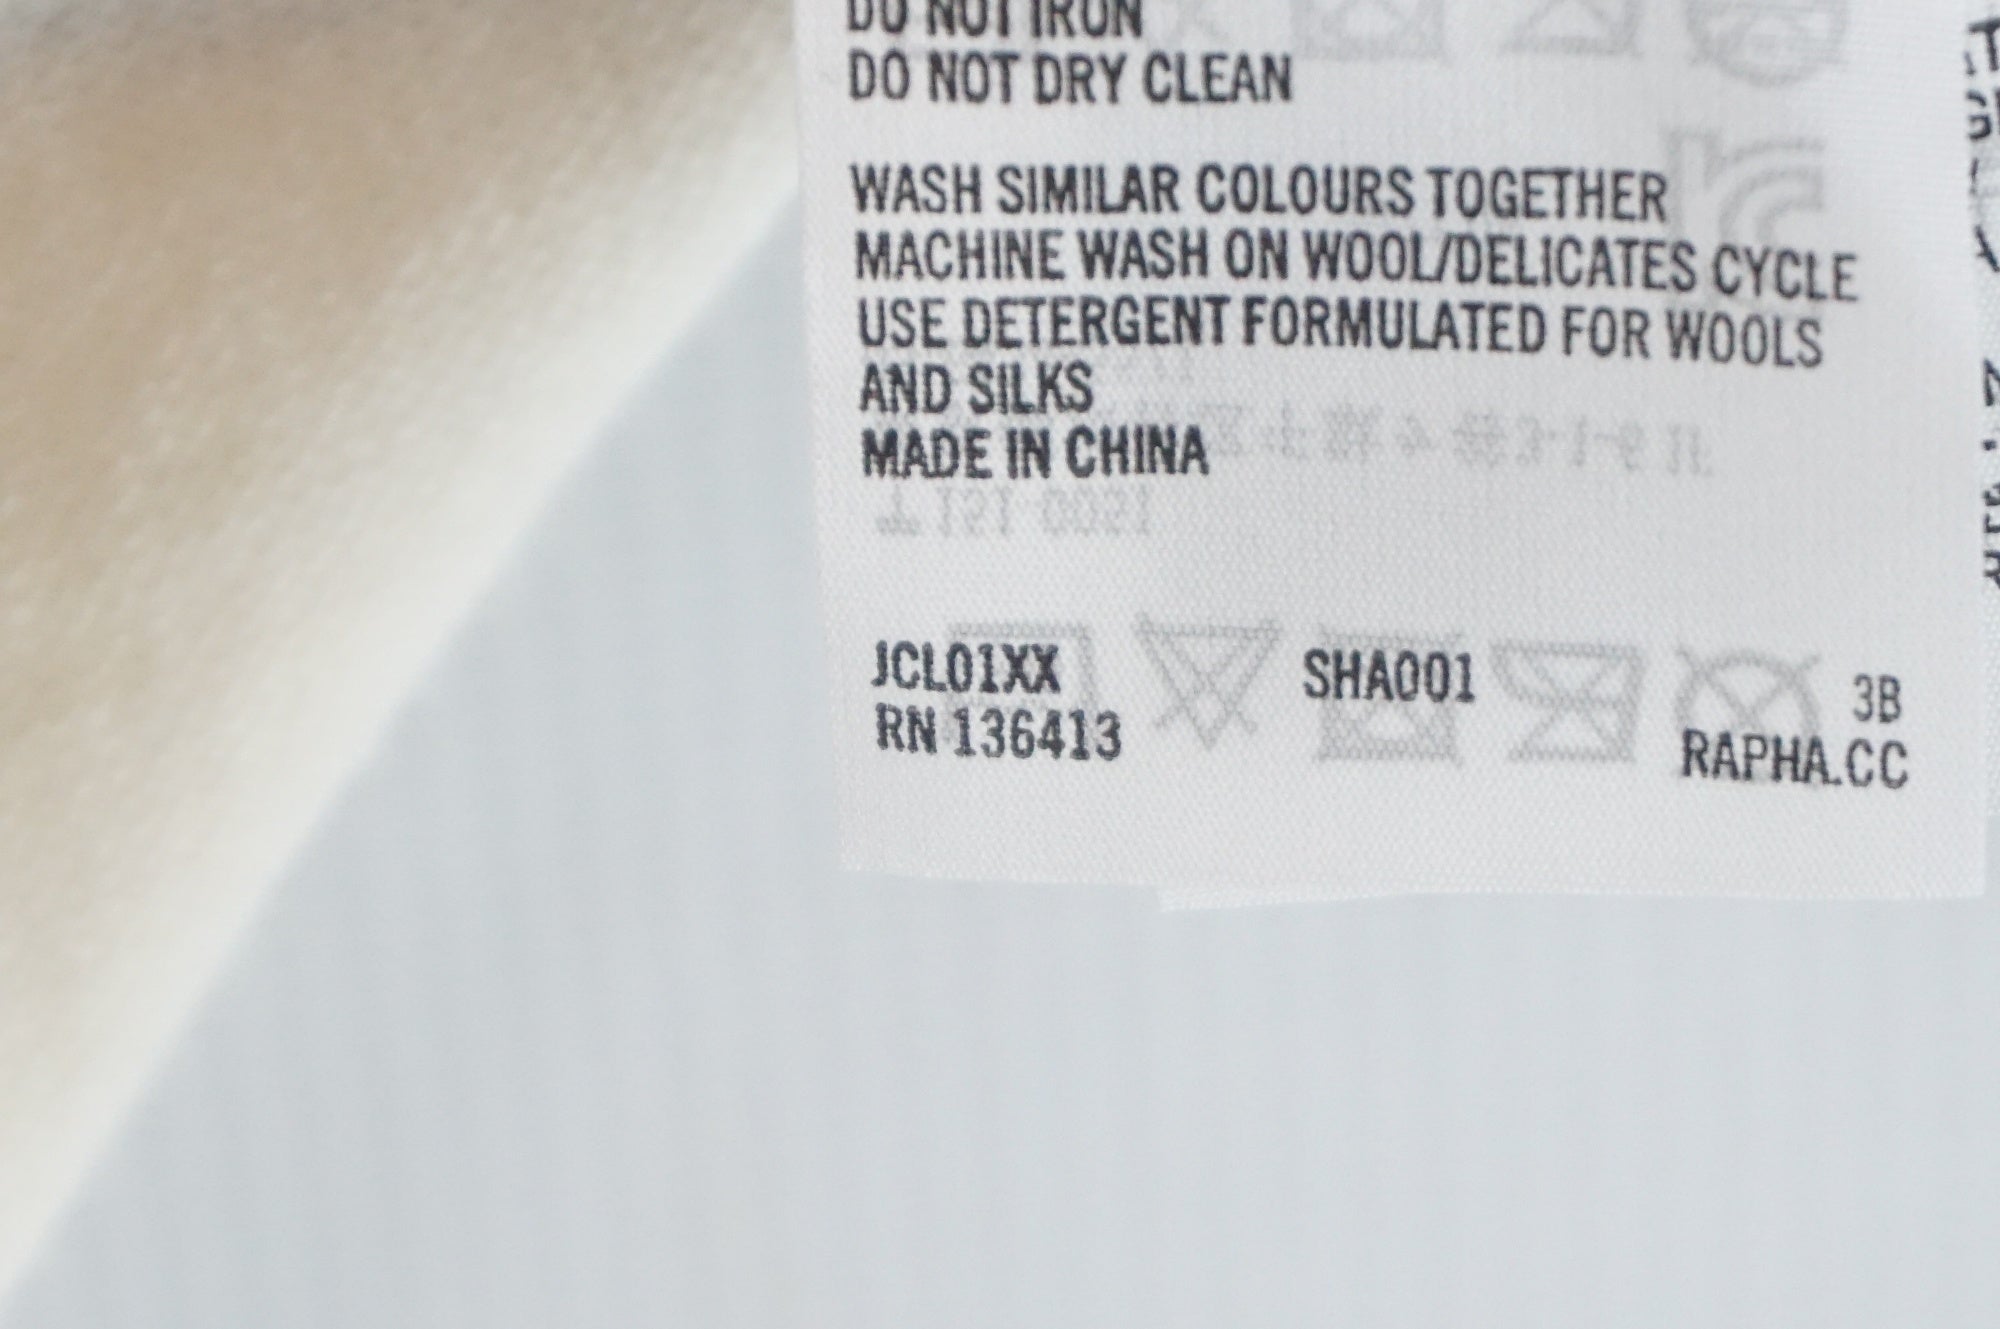 DO NOT IRON
DO NOT DRY CLEAN
WASH SIMILAR COLOURS TOGETHER
MACHINE WASH ON WOOL/DELICATES CYCLE
USE DETERGENT FORMULATED FOR WOOLS
AND SILKS
MADE IN CHINA
JCL01XX SHA001 3B
RN 136413 RAPHA.CC